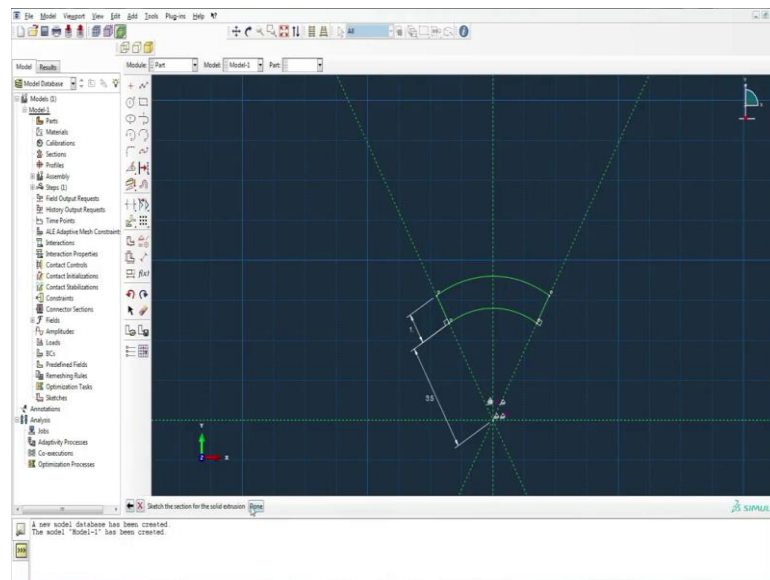 File Model Viewport View Edit Add Tools Plug-ins Help
All
Model Results
Module: Part Model: Model-1 Part:
Model Database
Models (1)
Model-1
Parts
Materials
Calibrations
Sections
Profiles
Assembly
Steps (1)
Field Output Requests
History Output Requests
Time Points
ALE Adaptive Mesh Constraint
Interactions
Interaction Properties
Contact Controls
Contact Initializations
Contact Stabilizations
Constraints
Connector Sections
Fields
Amplitudes
Loads
BCs
Predefined Fields
Remeshing Rules
Optimization Tasks
Sketches
Annotations
Analysis
Jobs
Adaptivity Processes
Co-executions
Optimization Processes
f(x)
1.
3.5
Y
X
Z
Y
X
Sketch the section for the solid extrusion Done
SIMUL
A new model database has been created.
The model "Model-1" has been created.
>>>